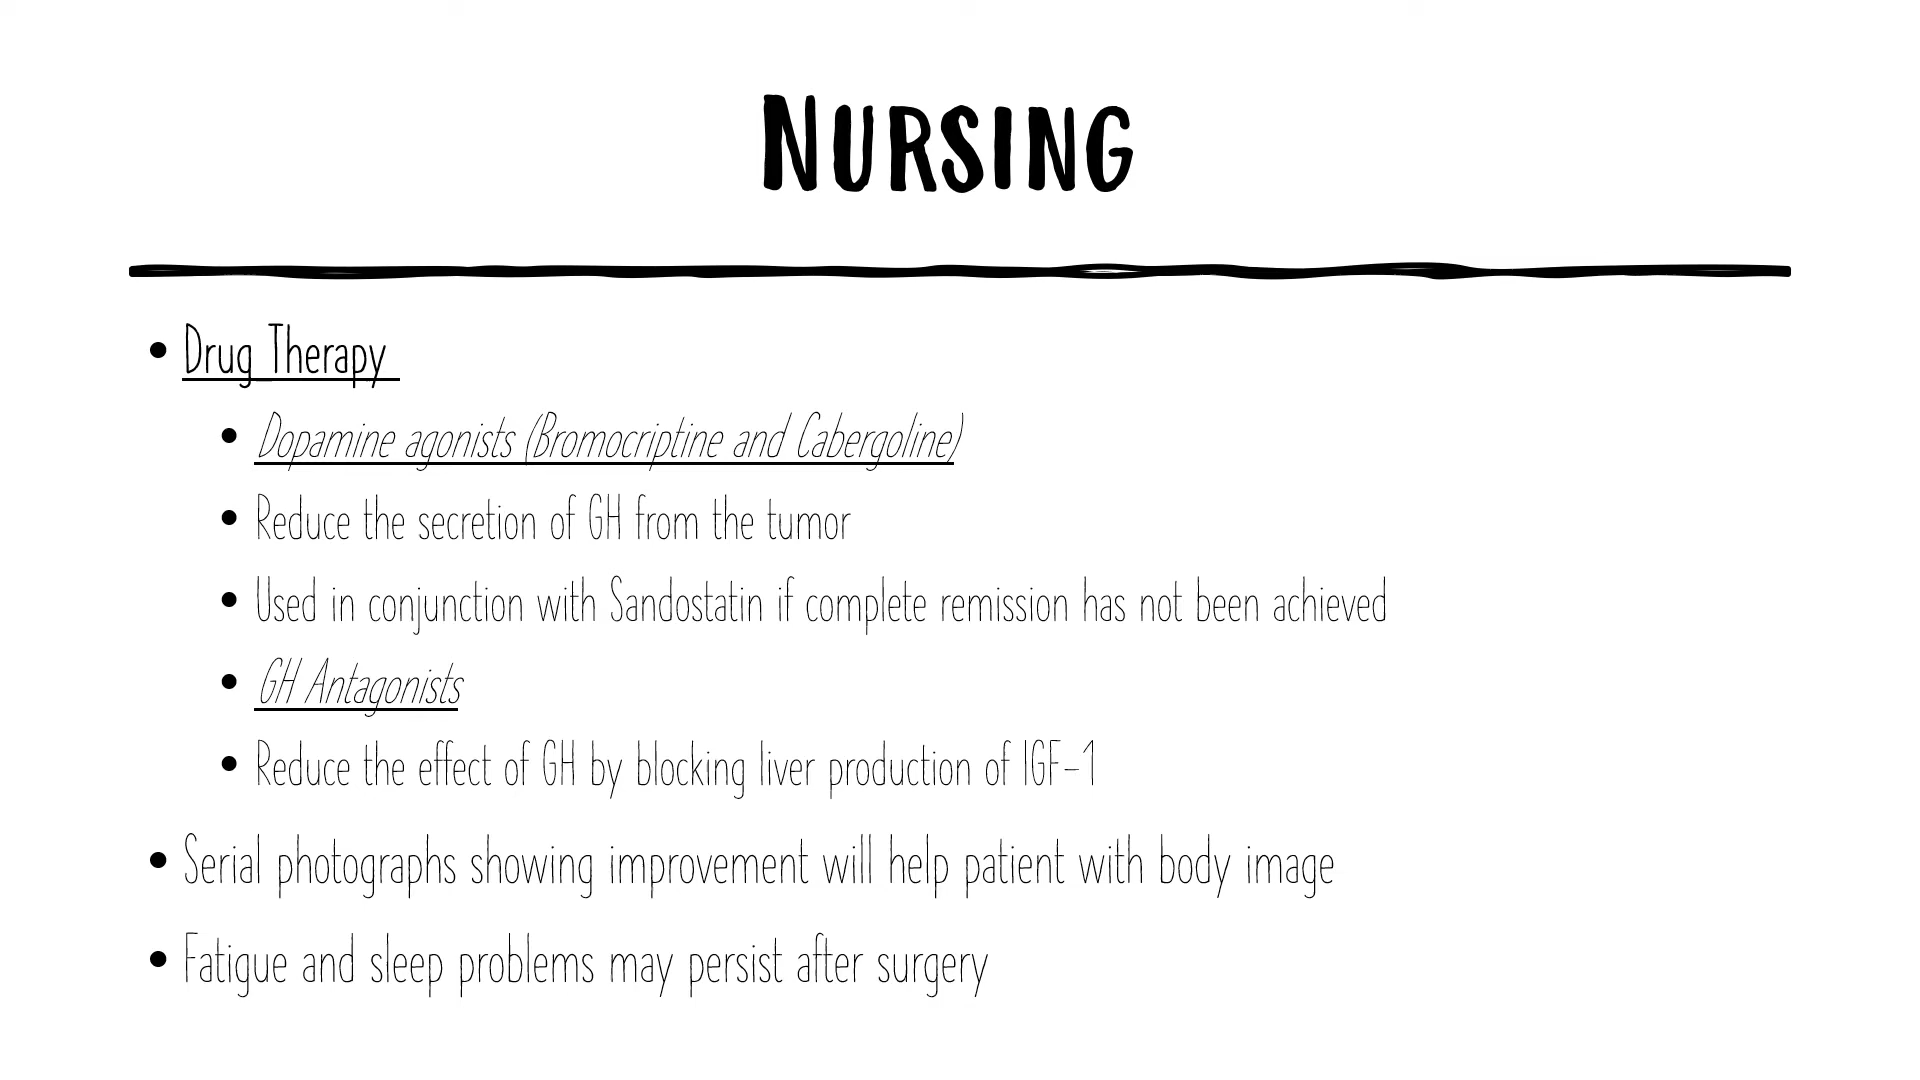 NURSING
• Drug Therapy
• Dopamine agonists (Bromocriptine and Cabergoline)
• Reduce the secretion of GH from the tumor
• Used in conjunction with Sandostatin if complete remission has not been achieved
• GH Antagonists
• Reduce the effect of GH by blocking liver production of IGF-1
• Serial photographs showing improvement will help patient with body image
• Fatigue and sleep problems may persist after surgery